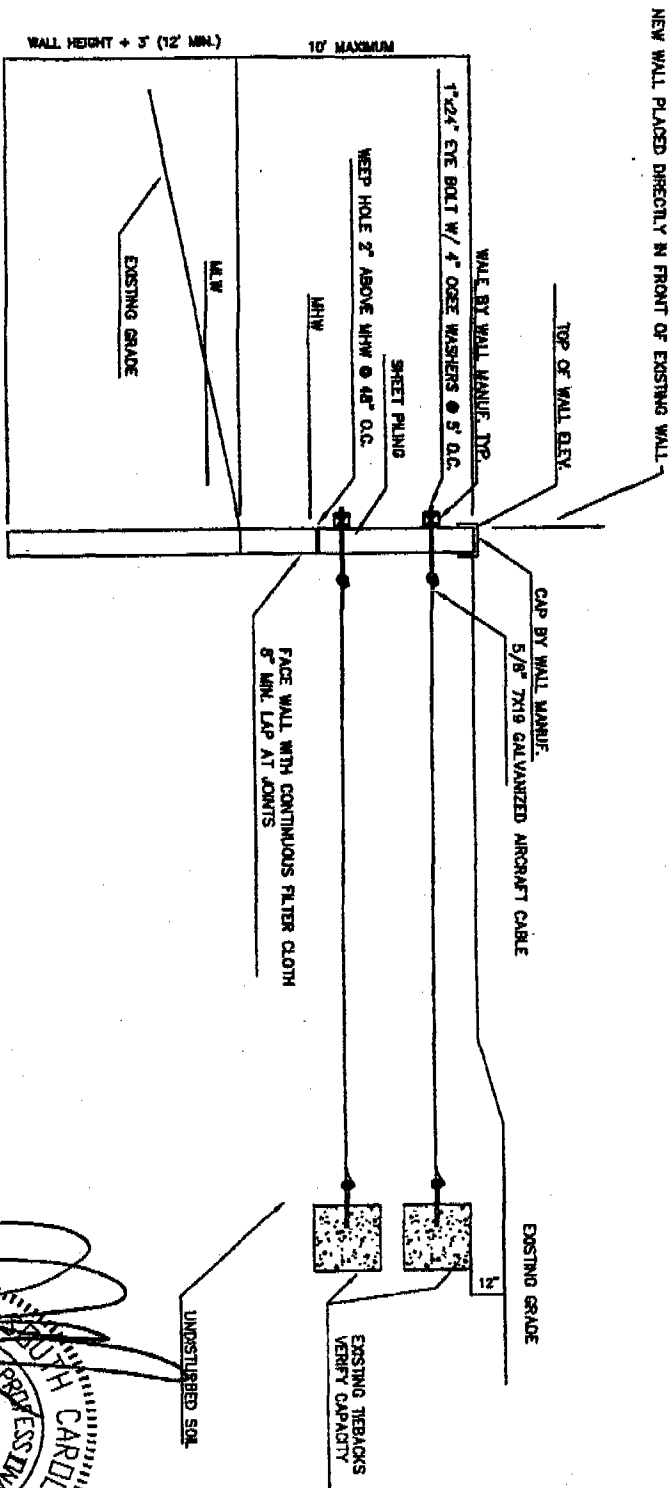 NEW WALL PLACED DIRECTLY IN FRONT OF EXISTING WALL
TOP OF WALL ELEV.
CAP BY WALL MANUF.
WALE BY WALL MANUF. TYP.
5/8" 7X19 GALVANIZED AIRCRAFT CABLE
1"x24" EYE BOLT W/ 4" OGEE WASHERS @ 5' O.C.
SHEET PILING
WEEP HOLE 2" ABOVE MHW @ 48" O.C.
MHW
10' MAXIMUM
WALL HEIGHT + 3' (12' MIN.)
MLW
EXISTING GRADE
FACE WALL WITH CONTINUOUS FILTER CLOTH
8" MIN. LAP AT JOINTS
EXISTING GRADE
12"
EXISTING TIEBACKS
VERIFY CAPACITY
UNDISTURBED SOIL